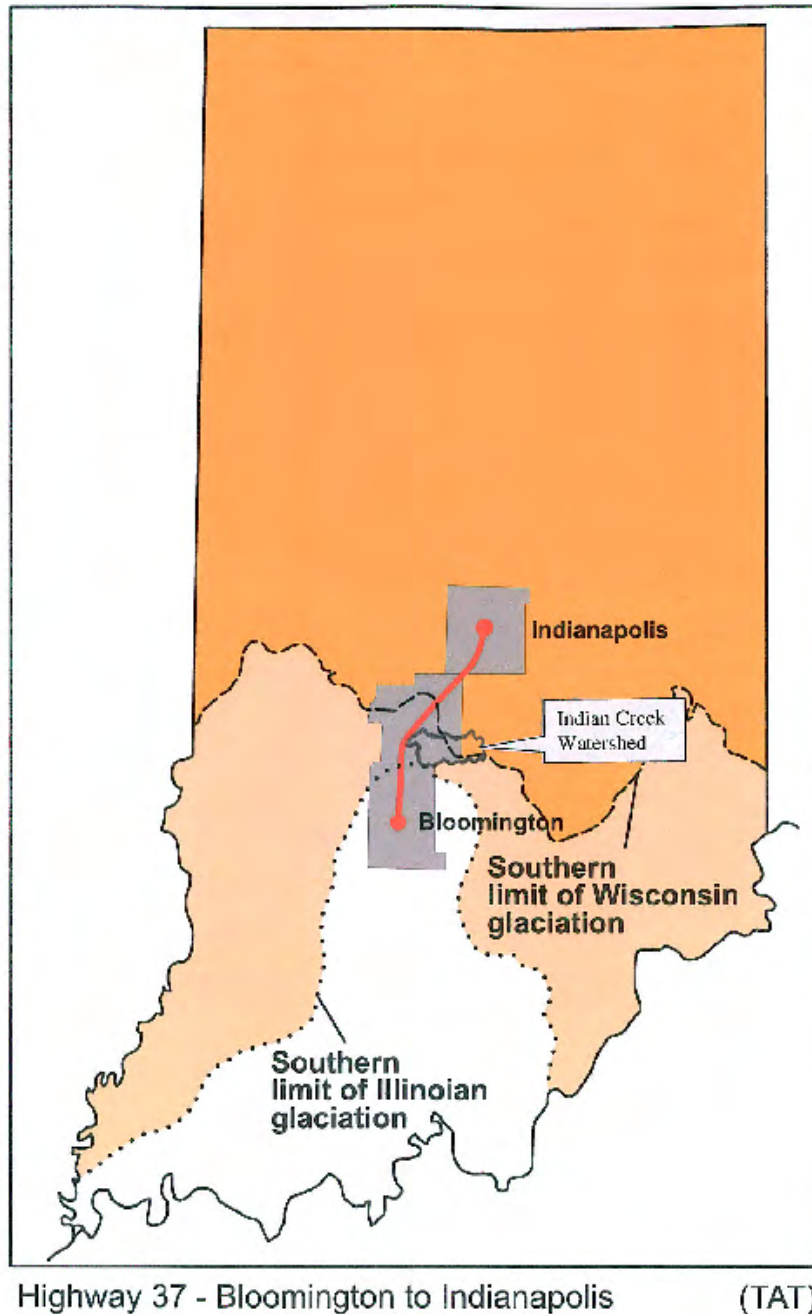 Indianapolis
Indian Creek
Watershed
Bloomington
Southern
limit of Wisconsin
glaciation
Southern
limit of Illinoian
glaciation
Highway 37 - Bloomington to Indianapolis (TAT)